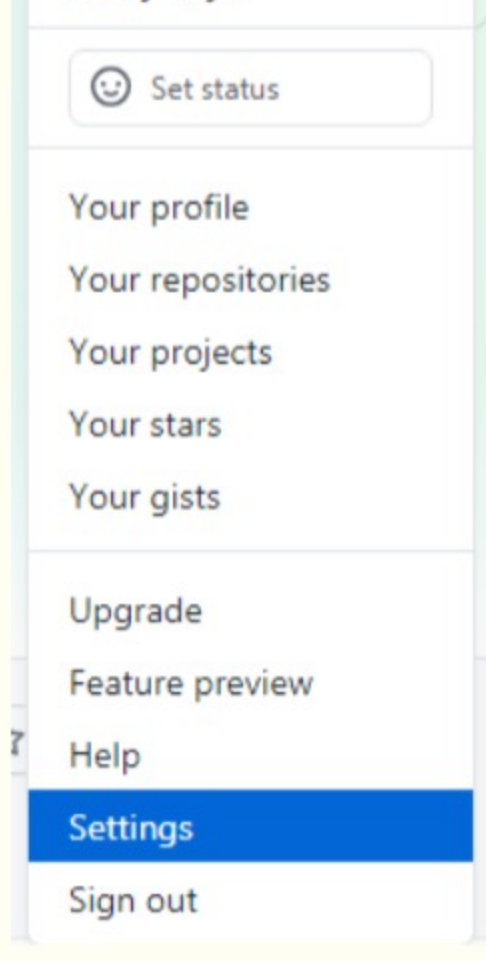 Set status
Your profile
Your repositories
Your projects
Your stars
Your gists
Upgrade
Feature preview
Help
Settings
Sign out